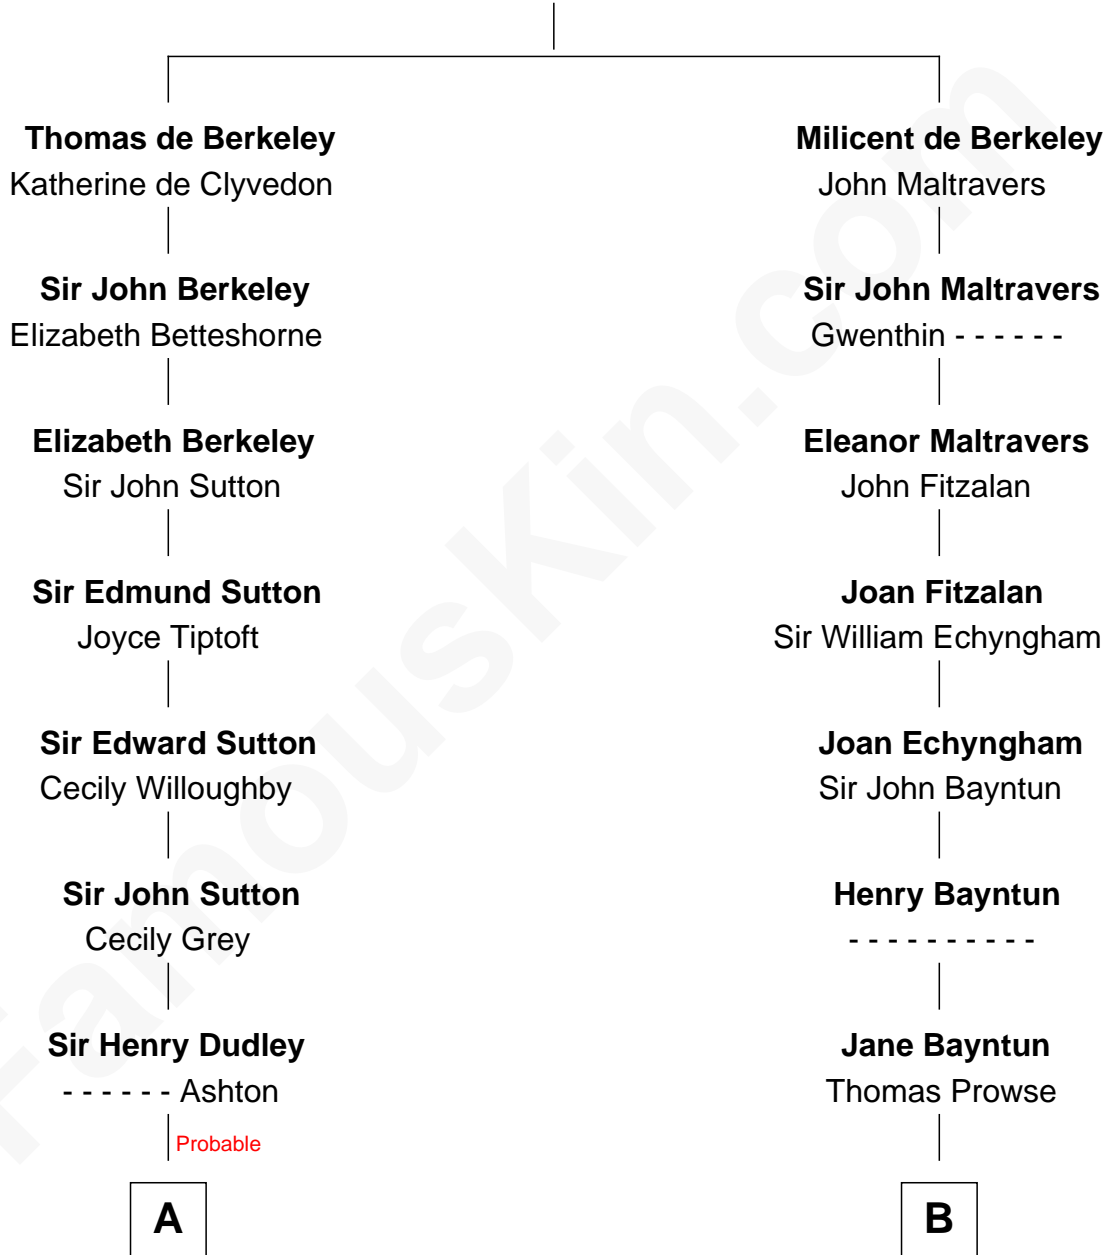 Thomas de Berkeley
Katherine de Clyvedon
Sir John Berkeley
Elizabeth Betteshorne
Elizabeth Berkeley
Sir John Sutton
Sir Edmund Sutton
Joyce Tiptoft
Sir Edward Sutton
Cecily Willoughby
Sir John Sutton
Cecily Grey
Sir Henry Dudley
- - - - - - Ashton
Probable
A
Milicent de Berkeley
John Maltravers
Sir John Maltravers
Gwenthin - - - - - -
Eleanor Maltravers
John Fitzalan
Joan Fitzalan
Sir William Echyngham
Joan Echyngham
Sir John Bayntun
Henry Bayntun
- - - - - - - - - -
Jane Bayntun
Thomas Prowse
B
FamousKin.com